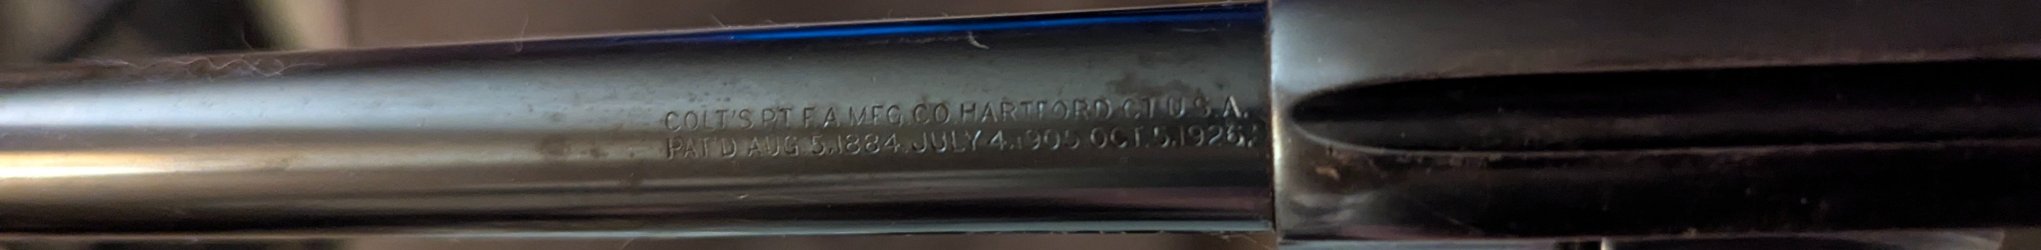 COLT'S PT. F.A. MFG. CO. HARTFORD. CT. U.S.A.
PAT'D AUG. 5, 1884, JULY 4, 1905 OCT. 5, 1926.